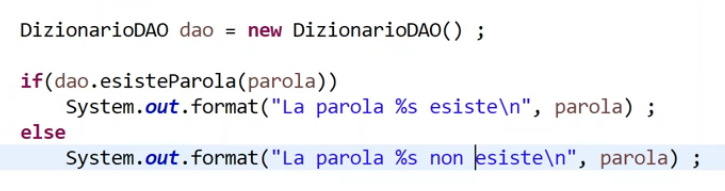 DizionarioDAO dao = new DizionarioDAO() ;
if(dao.esisteParola(parola))
System.out.format("La parola %s esiste\n", parola) ;
else
System.out.format("La parola %s non esiste\n", parola) ;